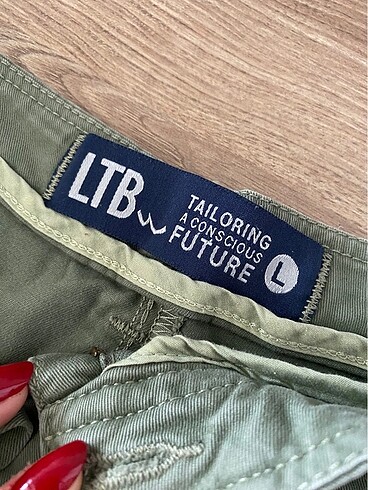 LTB
TAILORING
A CONSCIOUS
FUTURE
L